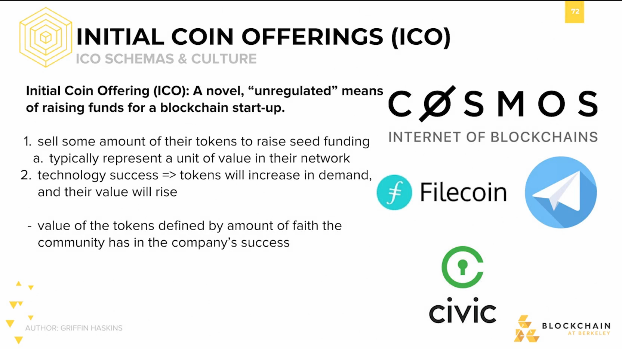 72
INITIAL COIN OFFERINGS (ICO)
ICO SCHEMAS & CULTURE
Initial Coin Offering (ICO): A novel, “unregulated” means
of raising funds for a blockchain start-up.
1. sell some amount of their tokens to raise seed funding
a. typically represent a unit of value in their network
2. technology success => tokens will increase in demand,
and their value will rise
- value of the tokens defined by amount of faith the
community has in the company’s success
CØSMOS
INTERNET OF BLOCKCHAINS
Filecoin
civic
AUTHOR: GRIFFIN HASKINS
BLOCKCHAIN
AT BERKELEY